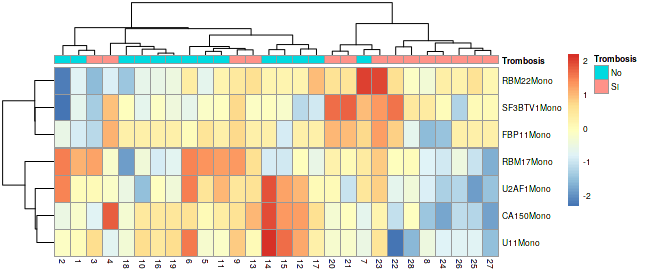 Trombosis
RBM22Mono
SF3BTV1Mono
FBP11Mono
RBM17Mono
U2AF1Mono
CA150Mono
U11Mono
2 1 3 4 18 10 16 19 6 5 11 9 13 14 15 12 17 20 21 7 23 22 28 8 24 26 25 27
2
1
0
-1
-2
Trombosis
No
SI